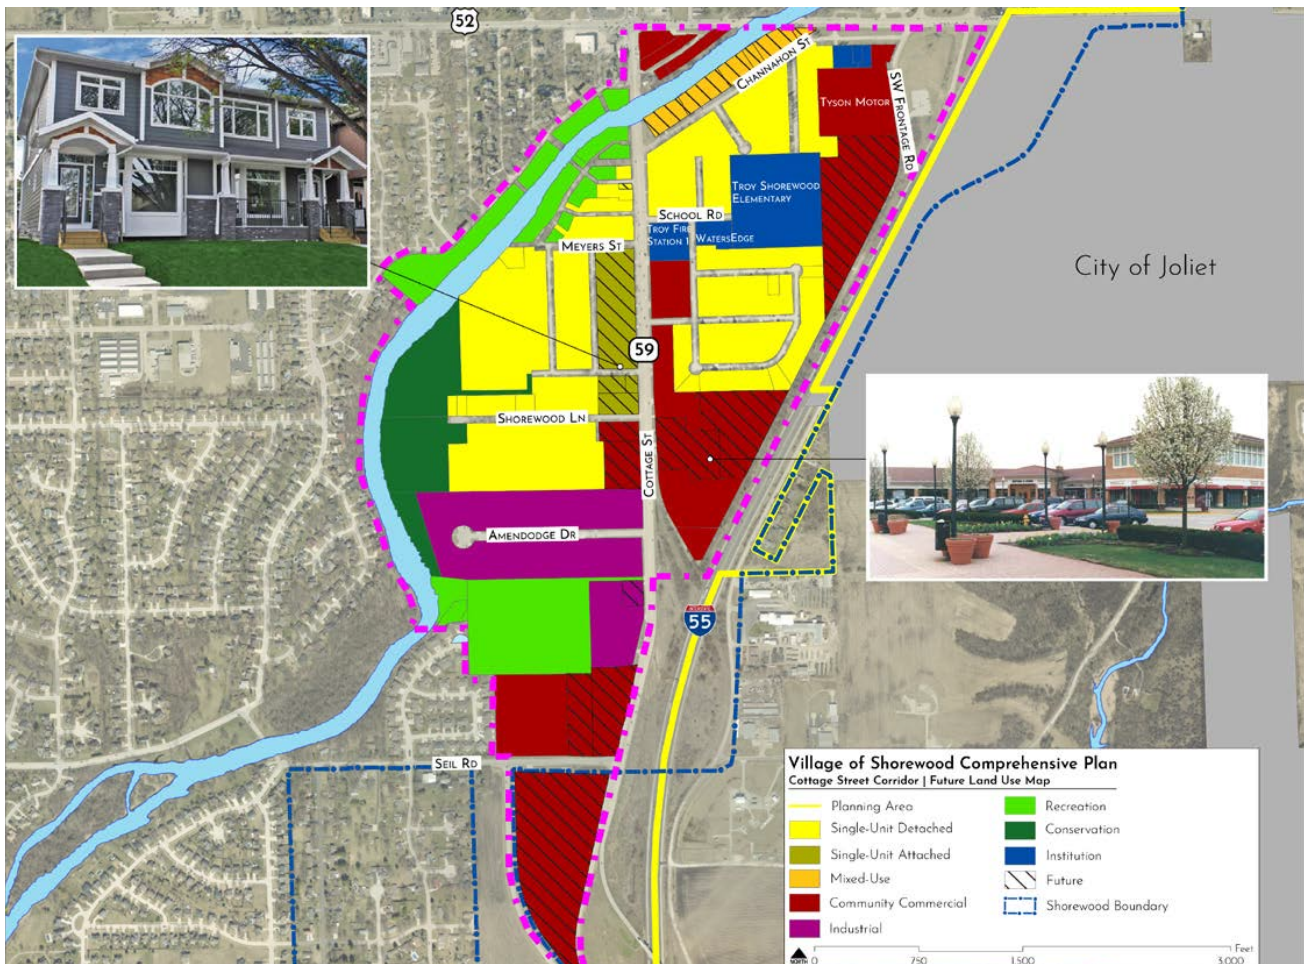 52
CHANNAHON ST
TYSON MOTOR
SW FRONTAGE RD
TROY SHOREWOOD
ELEMENTARY
SCHOOL RD
TROY FIRE
STATION 1
WATERSEDGE
MEYERS ST
City of Joliet
59
SHOREWOOD LN
COTTAGE ST
AMENDODGE DR
55
SEIL RD
Village of Shorewood Comprehensive Plan
Cottage Street Corridor | Future Land Use Map
Planning Area
Single-Unit Detached
Single-Unit Attached
Mixed-Use
Community Commercial
Industrial
Recreation
Conservation
Institution
Future
Shorewood Boundary
NORTH
Feet
0 750 1,500 3,000